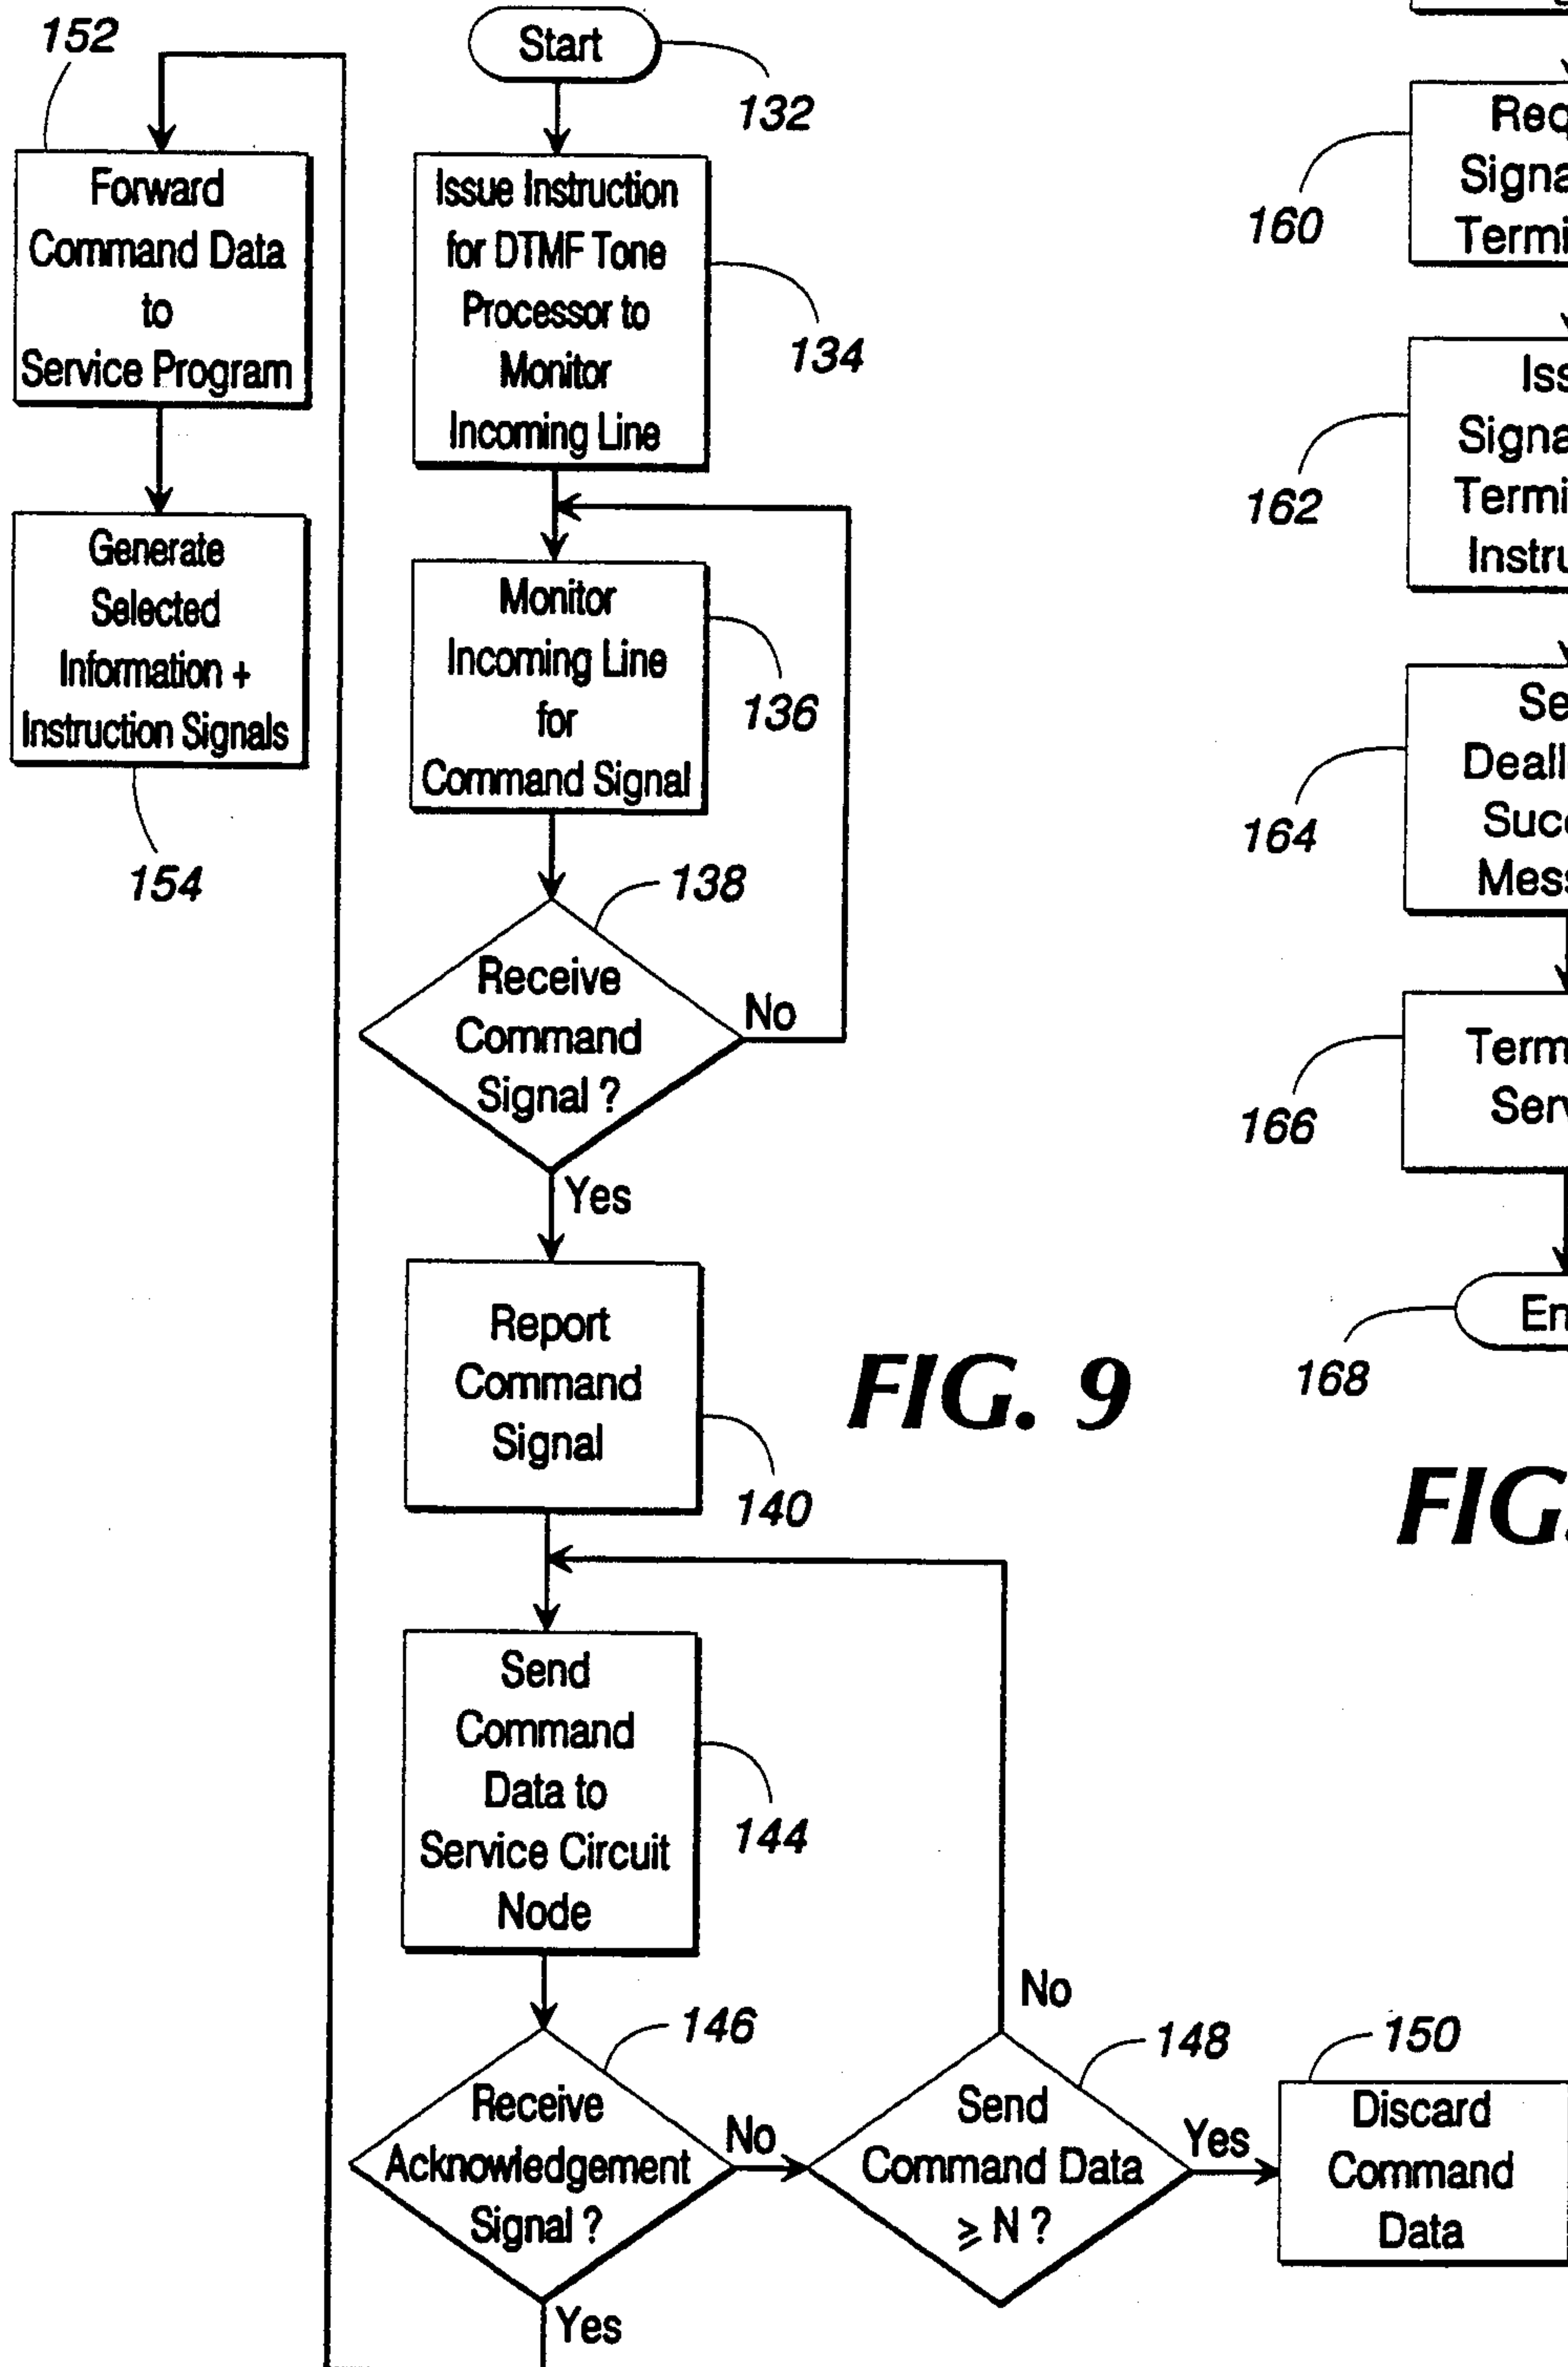 152
Forward
Command Data
to
Service Program
Generate
Selected
Information +
Instruction Signals
154
Start
132
Issue Instruction
for DTMF Tone
Processor to
Monitor
Incoming Line
134
Monitor
Incoming Line
for
Command Signal
136
138
Receive
Command
Signal ?
No
Yes
Report
Command
Signal
140
FIG. 9
Send
Command
Data to
Service Circuit
Node
144
146
Receive
Acknowledgement
Signal ?
No
Yes
No
148
Send
Command Data
⩾ N ?
Yes
150
Discard
Command
Data
160
162
164
166
Serv
168
FIG.